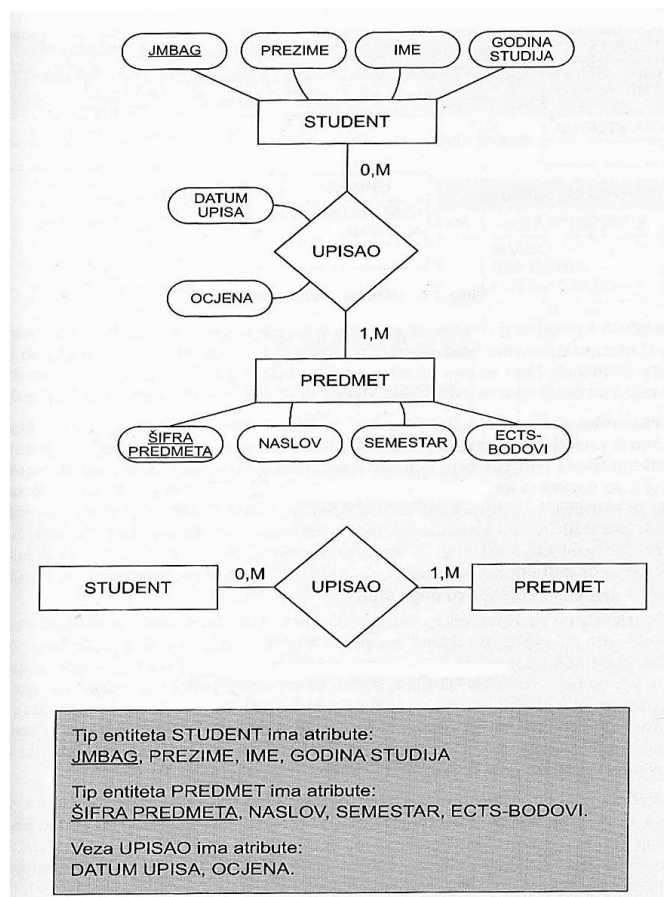 JMBAG
PREZIME
IME
GODINA
STUDIJA
STUDENT
0,M
DATUM
UPISA
UPISAO
OCJENA
1,M
PREDMET
ŠIFRA
PREDMETA
NASLOV
SEMESTAR
ECTS-
BODOVI
STUDENT
0,M
UPISAO
1,M
PREDMET
Tip entiteta STUDENT ima atribute:
JMBAG, PREZIME, IME, GODINA STUDIJA
Tip entiteta PREDMET ima atribute:
ŠIFRA PREDMETA, NASLOV, SEMESTAR, ECTS-BODOVI.
Veza UPISAO ima atribute:
DATUM UPISA, OCJENA.